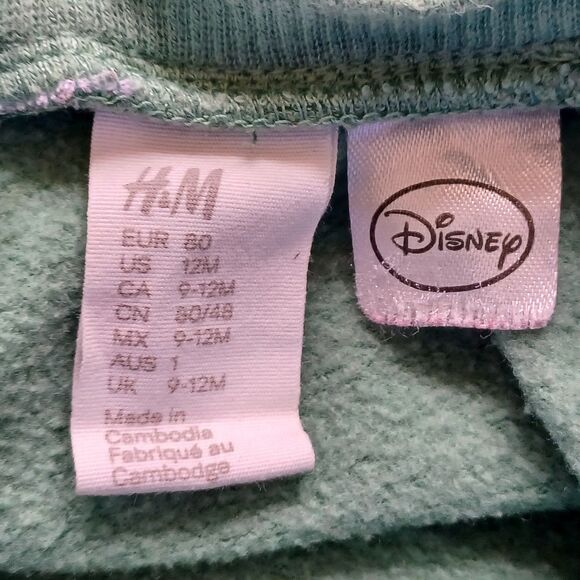 H&M
EUR 80
US 12M
CA 9-12M
CN 80/48
MX 9-12M
AUS 1
UK 9-12M
Made in
Cambodia
Fabriqué au
Cambodge
Disney